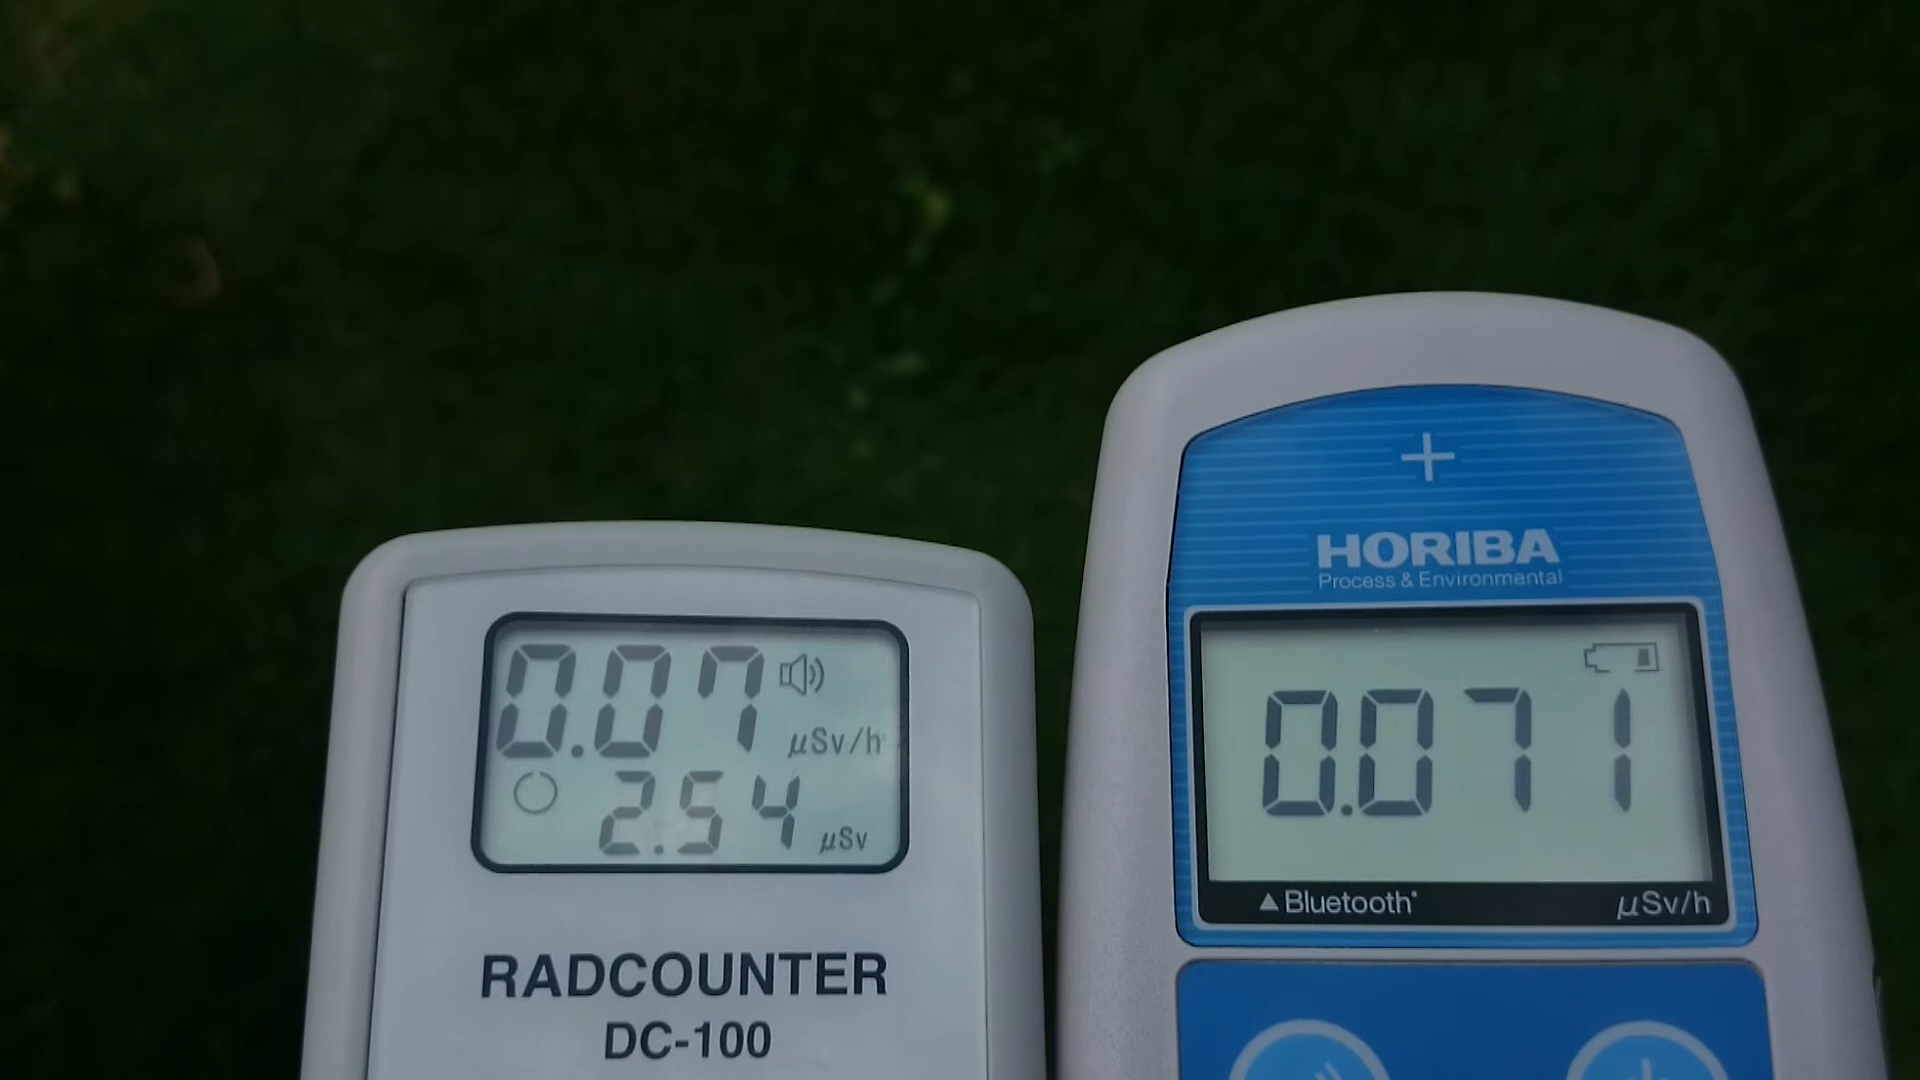 0.07
μSv/h
2.54 μSv
RADCOUNTER
DC-100
HORIBA
Process & Environmental
0.071
▲Bluetooth® μSv/h